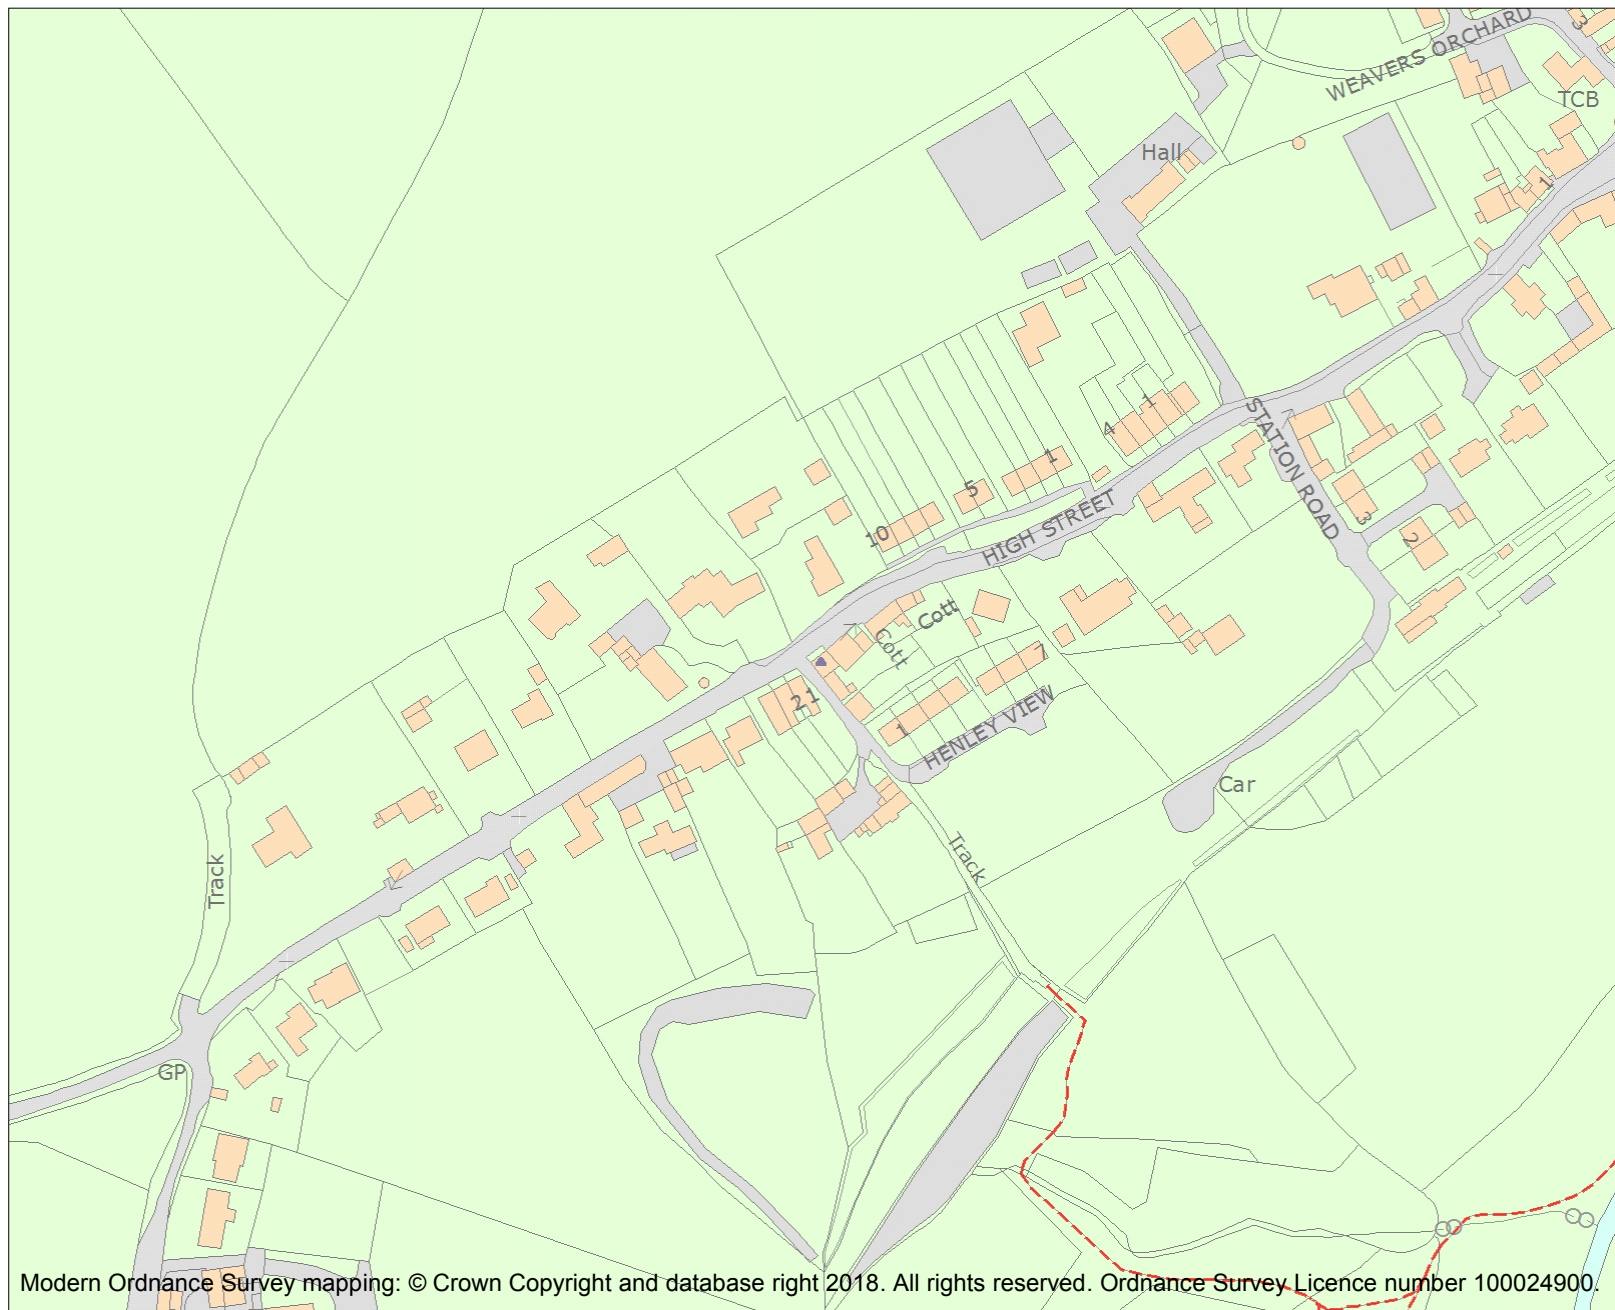 WEAVERS ORCHARD
3
TCB
Hall
1
1
4
1
5
10
HIGH STREET
STATION ROAD
3
2
Cott
Cott
7
21
1
HENLEY VIEW
Car
Track
Track
GP
Modern Ordnance Survey mapping: © Crown Copyright and database right 2018. All rights reserved. Ordnance Survey Licence number 100024900.